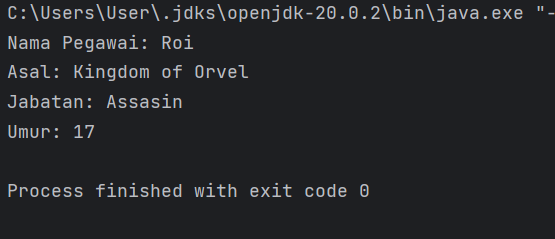 C:\Users\User\.jdks\openjdk-20.0.2\bin\java.exe "-
Nama Pegawai: Roi
Asal: Kingdom of Orvel
Jabatan: Assasin
Umur: 17
Process finished with exit code 0